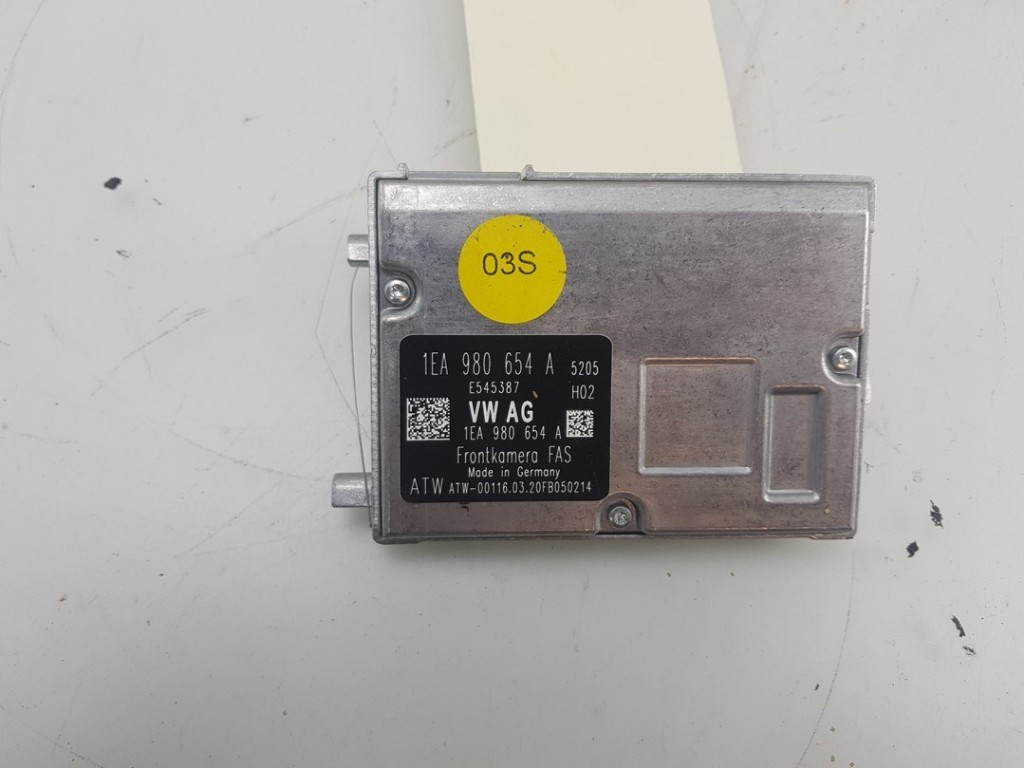 03S
1EA 980 654 A 5205
E545387 H02
VW AG
1EA 980 654 A
Frontkamera FAS
Made in Germany
ATW ATW-00116.03.20FB050214